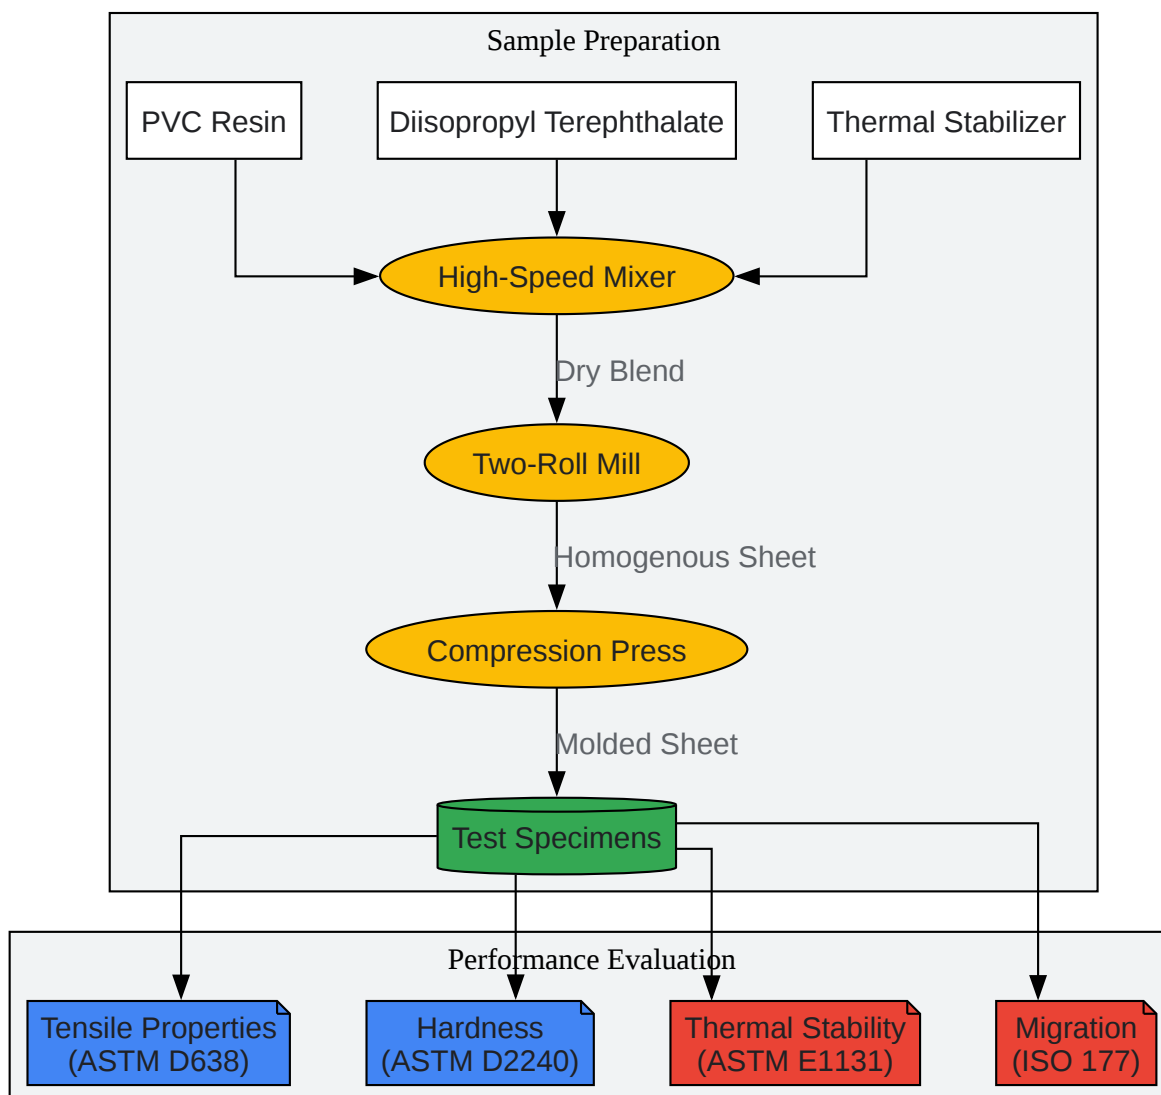 Sample Preparation
PVC Resin
Diisopropyl Terephthalate
Thermal Stabilizer
High-Speed Mixer
Dry Blend
Two-Roll Mill
Homogenous Sheet
Compression Press
Molded Sheet
Test Specimens
Performance Evaluation
Tensile Properties
(ASTM D638)
Hardness
(ASTM D2240)
Thermal Stability
(ASTM E1131)
Migration
(ISO 177)